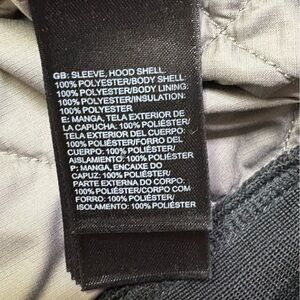 GB: SLEEVE, HOOD SHELL:
100% POLYESTER/BODY SHELL:
100% POLYESTER/BODY LINING:
100% POLYESTER/INSULATION:
100% POLYESTER
E: MANGA, TELA EXTERIOR DE
LA CAPUCHA: 100% POLIÉSTER/
TELA EXTERIOR DEL CUERPO:
100% POLIÉSTER/FORRO DEL
CUERPO: 100% POLIÉSTER/
AISLAMIENTO: 100% POLIÉSTER
P: MANGA, ENCAIXE DO
CAPUZ: 100% POLIÉSTER/
PARTE EXTERNA DO CORPO:
100% POLIÉSTER/CORPO COM
FORRO: 100% POLIÉSTER/
ISOLAMENTO: 100% POLIÉSTER